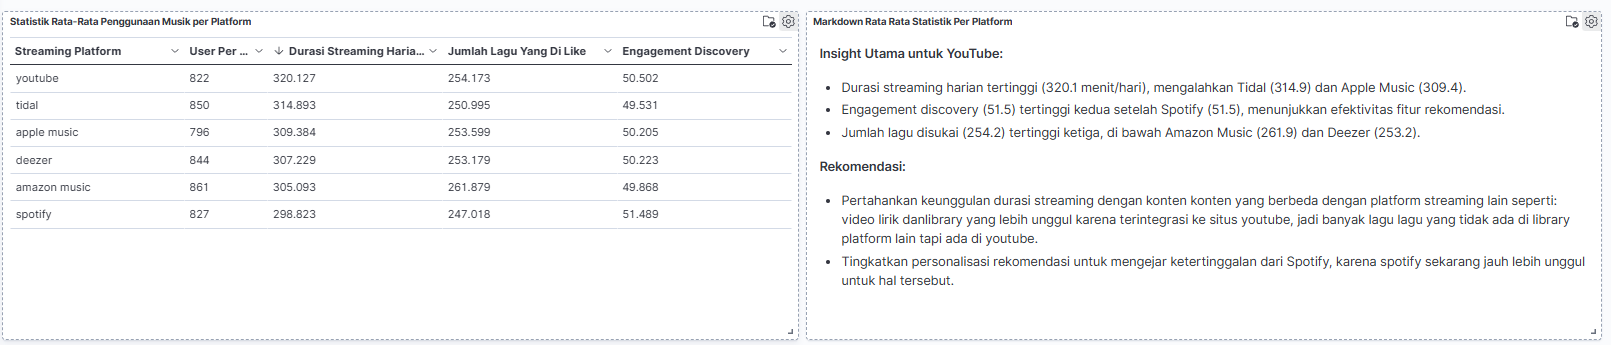 Statistik Rata-Rata Penggunaan Musik per Platform
Streaming Platform User Per ... Durasi Streaming Haria... Jumlah Lagu Yang Di Like Engagement Discovery
youtube 822 320.127 254.173 50.502
tidal 850 314.893 250.995 49.531
apple music 796 309.384 253.599 50.205
deezer 844 307.229 253.179 50.223
amazon music 861 305.093 261.879 49.868
spotify 827 298.823 247.018 51.489
Markdown Rata Rata Statistik Per Platform
Insight Utama untuk YouTube:
• Durasi streaming harian tertinggi (320.1 menit/hari), mengalahkan Tidal (314.9) dan Apple Music (309.4).
• Engagement discovery (51.5) tertinggi kedua setelah Spotify (51.5), menunjukkan efektivitas fitur rekomendasi.
• Jumlah lagu disukai (254.2) tertinggi ketiga, di bawah Amazon Music (261.9) dan Deezer (253.2).
Rekomendasi:
• Pertahankan keunggulan durasi streaming dengan konten konten yang berbeda dengan platform streaming lain seperti:
video lirik danlibrary yang lebih unggul karena terintegrasi ke situs youtube, jadi banyak lagu lagu yang tidak ada di library
platform lain tapi ada di youtube.
• Tingkatkan personalisasi rekomendasi untuk mengejar ketertinggalan dari Spotify, karena spotify sekarang jauh lebih unggul
untuk hal tersebut.